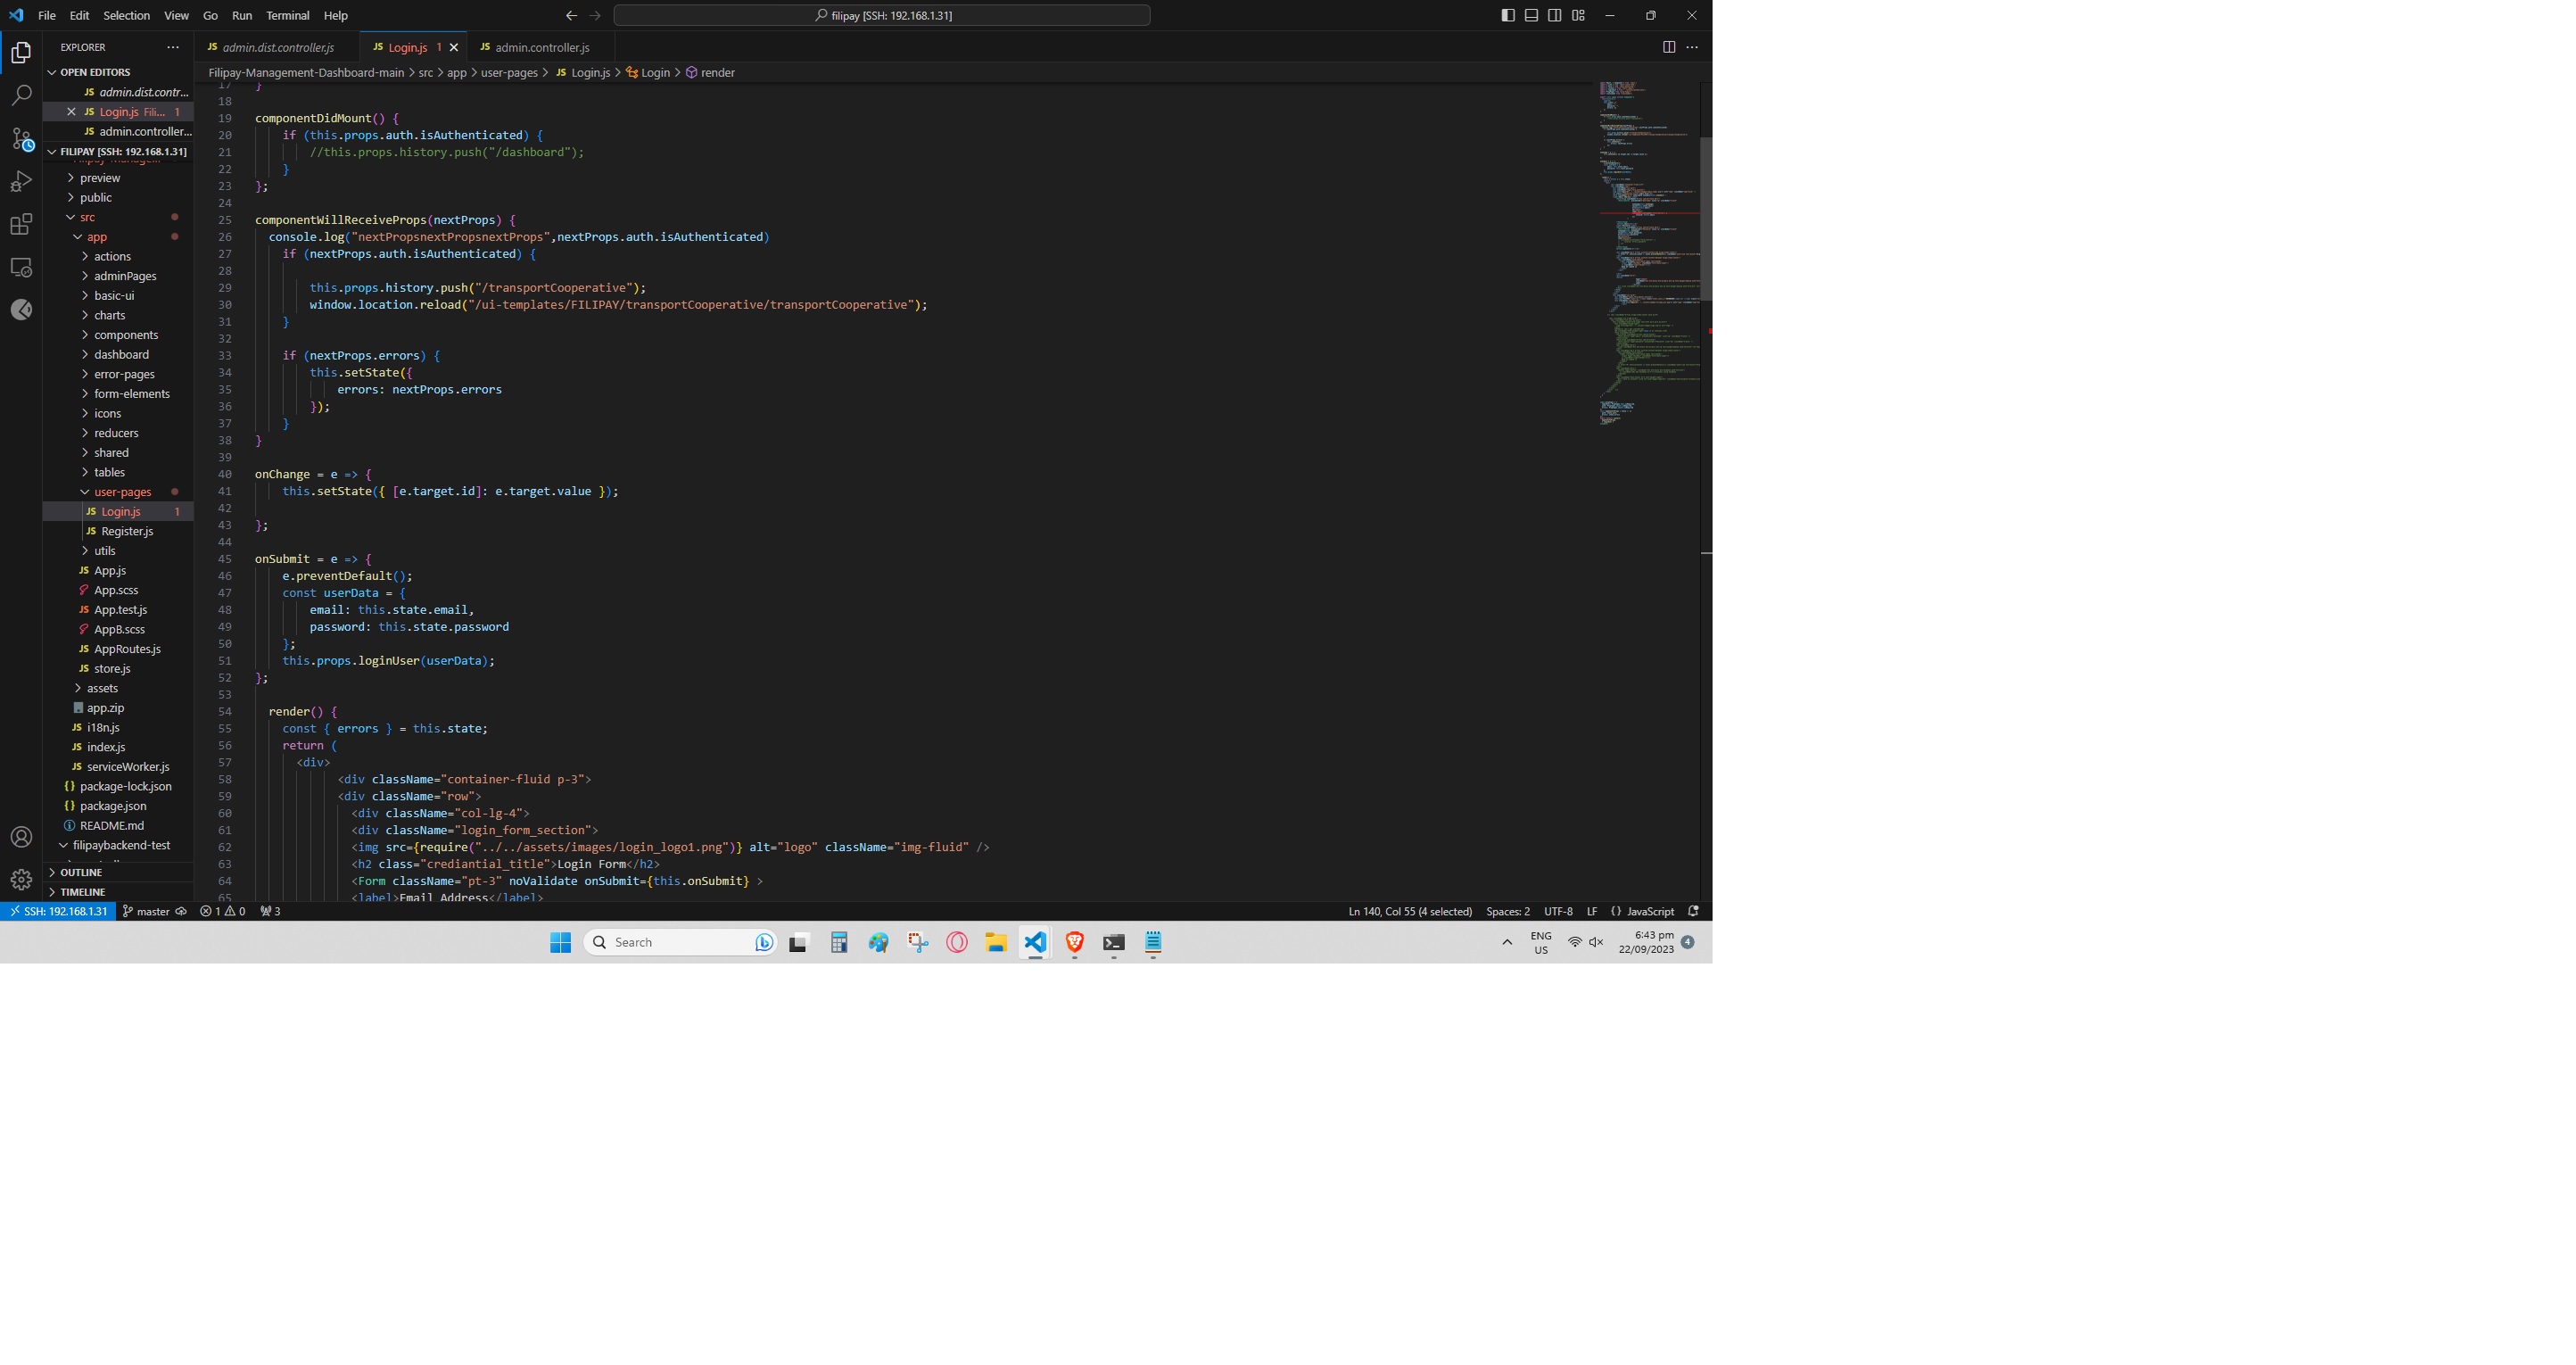 File Edit Selection View Go Run Terminal Help
filipay [SSH: 192.168.1.31]
EXPLORER
OPEN EDITORS
JS admin.dist.contr...
JS Login.js Fili... 1
JS admin.controller...
FILIPAY [SSH: 192.168.1.31]
preview
public
src
app
actions
adminPages
basic-ui
charts
components
dashboard
error-pages
form-elements
icons
reducers
shared
tables
user-pages
JS Login.js 1
JS Register.js
utils
JS App.js
App.scss
JS App.test.js
AppB.scss
JS AppRoutes.js
JS store.js
assets
app.zip
JS i18n.js
JS index.js
JS serviceWorker.js
{} package-lock.json
{} package.json
README.md
filipaybackend-test
OUTLINE
TIMELINE
JS admin.dist.controller.js JS Login.js 1 JS admin.controller.js
Filipay-Management-Dashboard-main > src > app > user-pages > JS Login.js > Login > render
17 }
18
19 componentDidMount() {
20 if (this.props.auth.isAuthenticated) {
21 //this.props.history.push("/dashboard");
22 }
23 };
24
25 componentWillReceiveProps(nextProps) {
26 console.log("nextPropsnextPropsnextProps",nextProps.auth.isAuthenticated)
27 if (nextProps.auth.isAuthenticated) {
28
29 this.props.history.push("/transportCooperative");
30 window.location.reload("/ui-templates/FILIPAY/transportCooperative/transportCooperative");
31 }
32
33 if (nextProps.errors) {
34 this.setState({
35 errors: nextProps.errors
36 });
37 }
38 }
39
40 onChange = e => {
41 this.setState({ [e.target.id]: e.target.value });
42
43 };
44
45 onSubmit = e => {
46 e.preventDefault();
47 const userData = {
48 email: this.state.email,
49 password: this.state.password
50 };
51 this.props.loginUser(userData);
52 };
53
54 render() {
55 const { errors } = this.state;
56 return (
57 <div>
58 <div className="container-fluid p-3">
59 <div className="row">
60 <div className="col-lg-4">
61 <div className="login_form_section">
62 <img src={require("../../assets/images/login_logo1.png")} alt="logo" className="img-fluid" />
63 <h2 class="crediantial_title">Login Form</h2>
64 <Form className="pt-3" noValidate onSubmit={this.onSubmit} >
65 <label>Email Address</label>
SSH: 192.168.1.31 master 1 0 3
Ln 140, Col 55 (4 selected) Spaces: 2 UTF-8 LF {} JavaScript
Search
ENG
US
6:43 pm
22/09/2023
4